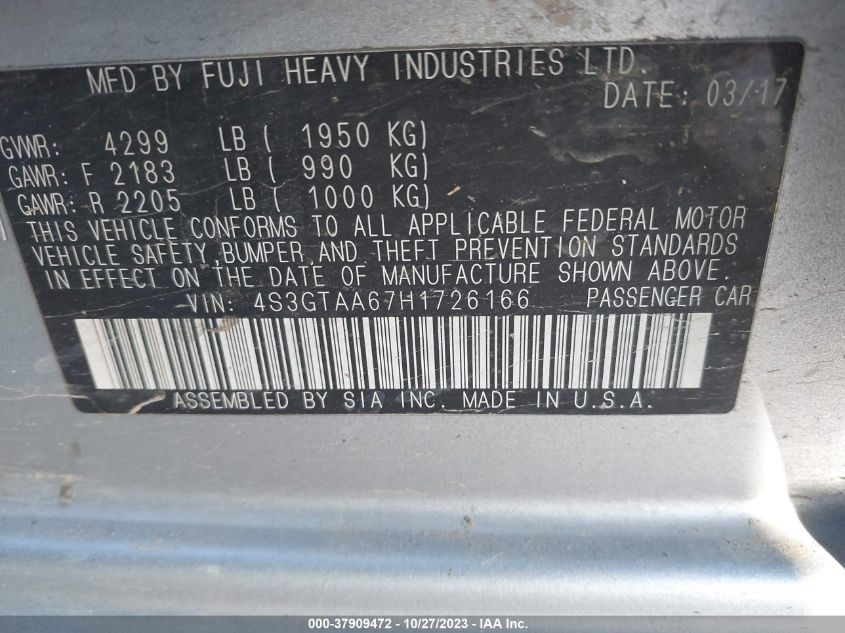 MFD BY FUJI HEAVY INDUSTRIES LTD.
DATE: 03/17
GVWR: 4299 LB ( 1950 KG)
GAWR: F 2183 LB ( 990 KG)
GAWR: R 2205 LB ( 1000 KG)
THIS VEHICLE CONFORMS TO ALL APPLICABLE FEDERAL MOTOR
VEHICLE SAFETY, BUMPER, AND THEFT PREVENTION STANDARDS
IN EFFECT ON THE DATE OF MANUFACTURE SHOWN ABOVE.
VIN: 4S3GTAA67H1726166 PASSENGER CAR
ASSEMBLED BY SIA INC. MADE IN U.S.A.
000-37909472 - 10/27/2023 - IAA Inc.